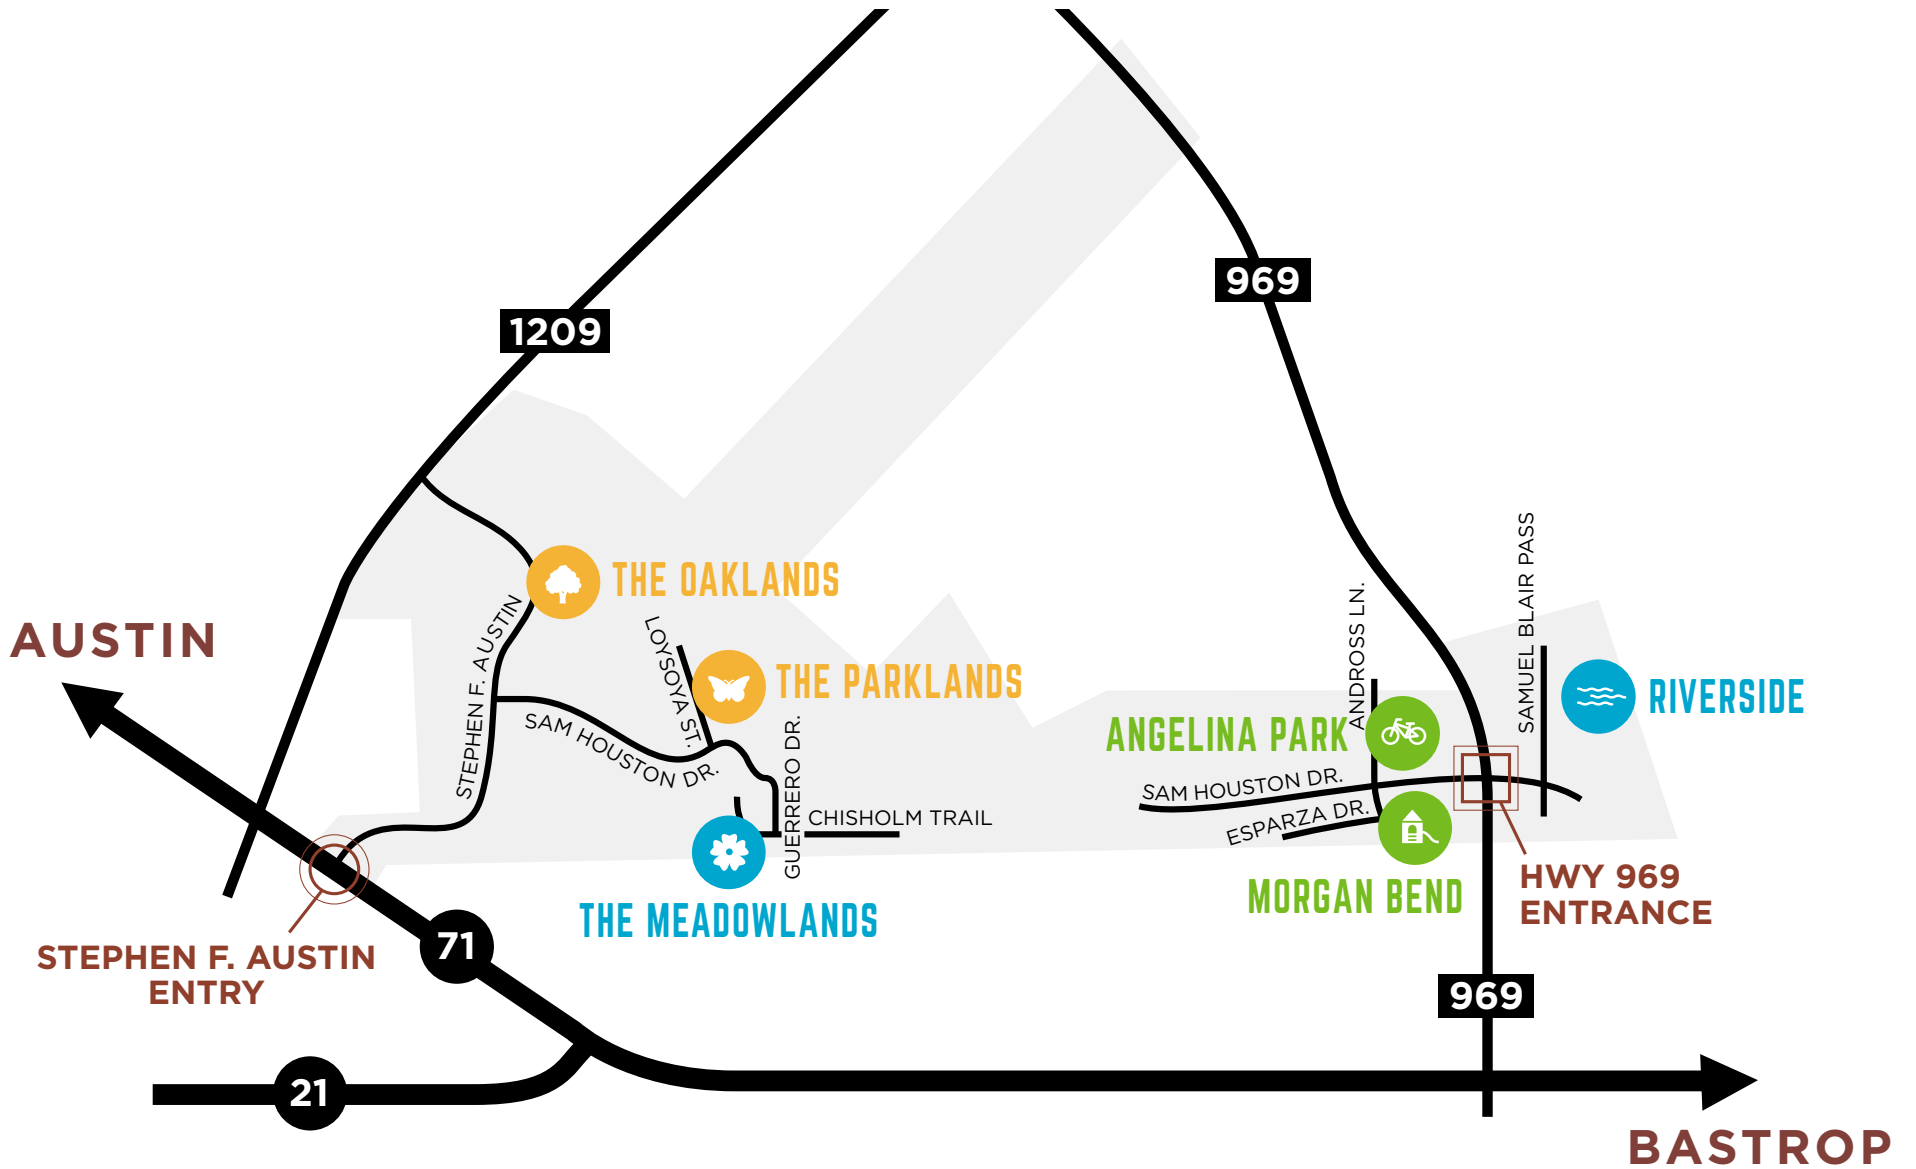 969
1209
SAMUEL BLAIR PASS
THE OAKLANDS
ANDROSS LN.
STEPHEN F. AUSTIN
AUSTIN
LOYSOYA ST.
THE PARKLANDS
RIVERSIDE
SAM HOUSTON DR.
GUERRERO DR.
ANGELINA PARK
SAM HOUSTON DR.
CHISHOLM TRAIL
ESPARZA DR.
THE MEADOWLANDS
MORGAN BEND
HWY 969
ENTRANCE
STEPHEN F. AUSTIN
ENTRY
71
969
21
BASTROP